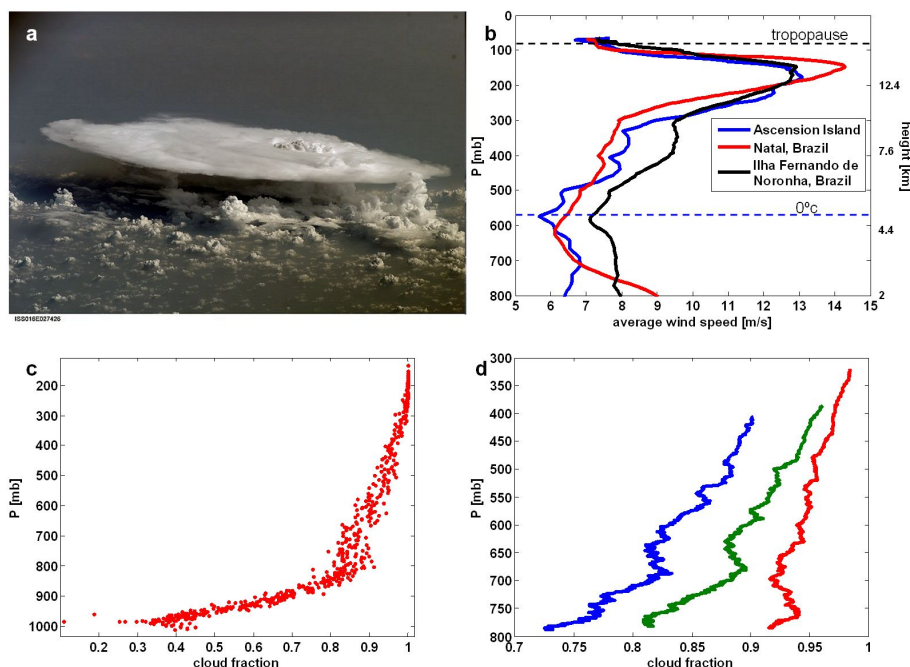 a
ISS016E027426
b
0
100
200
300
400
500
600
700
800
P [mb]
tropopause
Ascension Island
Natal, Brazil
Ilha Fernando de
Noronha, Brazil
0ºc
12.4
7.6
4.4
2
height [km]
5 6 7 8 9 10 11 12 13 14 15
average wind speed [m/s]
c
200
300
400
500
600
700
800
900
1000
P [mb]
0.2 0.3 0.4 0.5 0.6 0.7 0.8 0.9 1
cloud fraction
d
300
350
400
450
500
550
600
650
700
750
800
P [mb]
0.7 0.75 0.8 0.85 0.9 0.95 1
cloud fraction